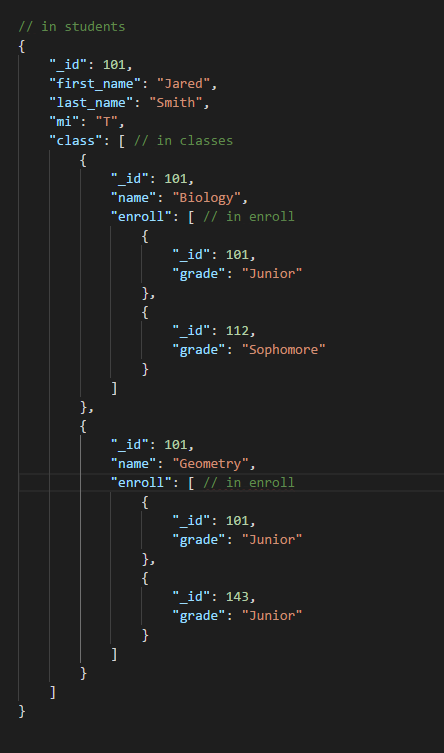 // in students
{
    "_id": 101,
    "first_name": "Jared",
    "last_name": "Smith",
    "mi": "T",
    "class": [ // in classes
        {
            "_id": 101,
            "name": "Biology",
            "enroll": [ // in enroll
                {
                    "_id": 101,
                    "grade": "Junior"
                },
                {
                    "_id": 112,
                    "grade": "Sophomore"
                }
            ]
        },
        {
            "_id": 101,
            "name": "Geometry",
            "enroll": [ // in enroll
                {
                    "_id": 101,
                    "grade": "Junior"
                },
                {
                    "_id": 143,
                    "grade": "Junior"
                }
            ]
        }
    ]
}